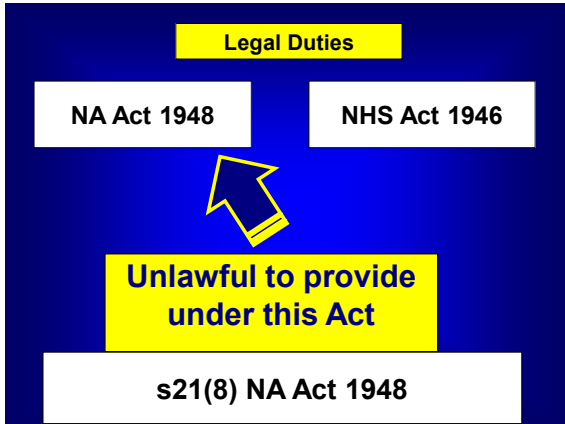 Legal Duties
NA Act 1948
NHS Act 1946
Unlawful to provide
under this Act
s21(8) NA Act 1948